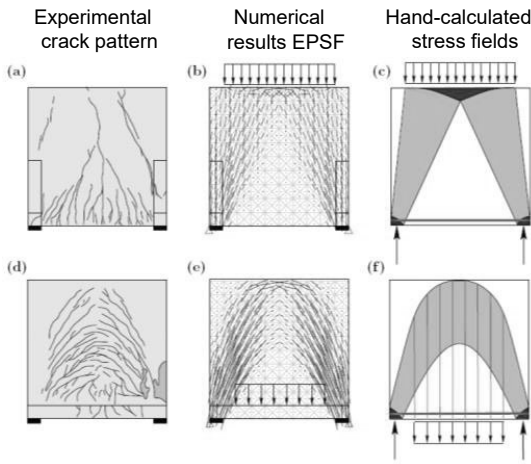 Experimental
crack pattern
Numerical
results EPSF
Hand-calculated
stress fields
(a)
(b)
(c)
(d)
(e)
(f)